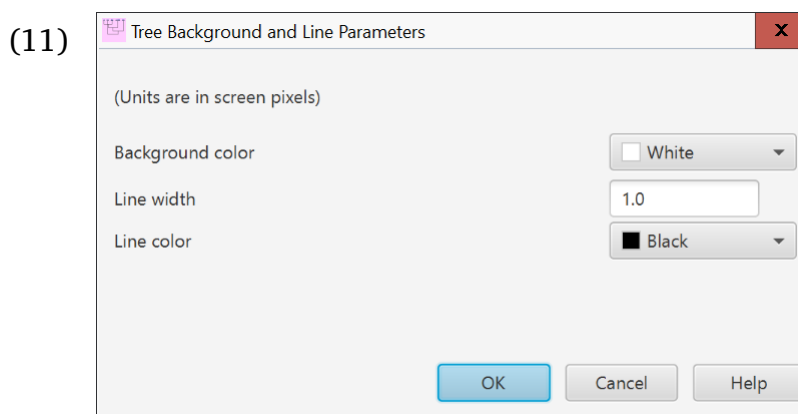 (11)
Tree Background and Line Parameters
x
(Units are in screen pixels)
Background color White
Line width 1.0
Line color Black
OK Cancel Help